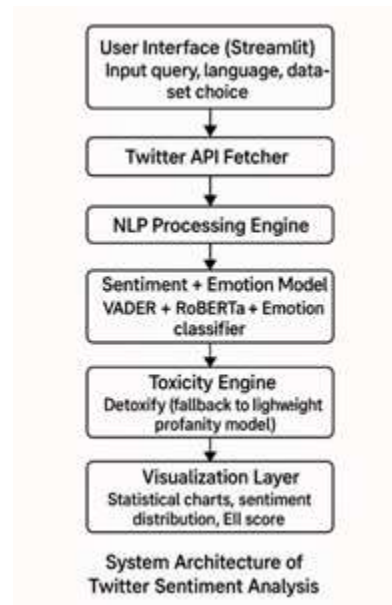 User Interface (Streamlit)
Input query, language, data-
set choice
Twitter API Fetcher
NLP Processing Engine
Sentiment + Emotion Model
VADER + RoBERTa + Emotion
classifier
Toxicity Engine
Detoxify (fallback to lighweight
profanity model)
Visualization Layer
Statistical charts, sentiment
distribution, EII score
System Architecture of
Twitter Sentiment Analysis